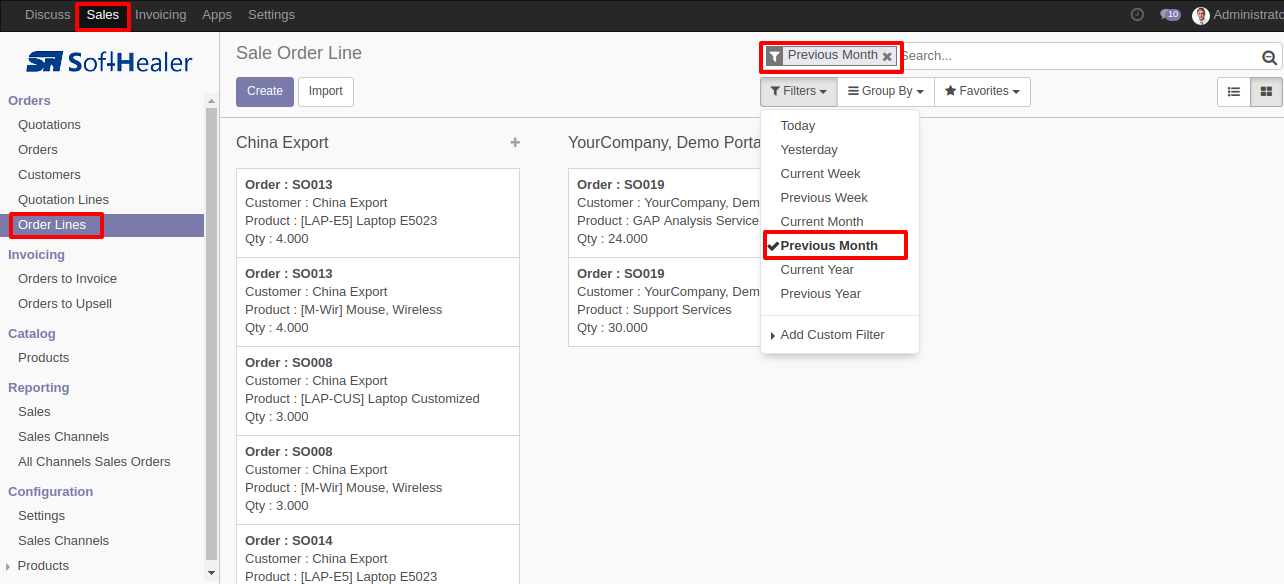 Discuss Sales Invoicing Apps Settings
10 Administrato
SoftHealer
Orders
Quotations
Orders
Customers
Quotation Lines
Order Lines
Invoicing
Orders to Invoice
Orders to Upsell
Catalog
Products
Reporting
Sales
Sales Channels
All Channels Sales Orders
Configuration
Settings
Sales Channels
Products
Sale Order Line
Previous Month
Search...
Create Import
Filters Group By Favorites
China Export
Order : SO013
Customer : China Export
Product : [LAP-E5] Laptop E5023
Qty : 4.000
Order : SO013
Customer : China Export
Product : [M-Wir] Mouse, Wireless
Qty : 4.000
Order : SO008
Customer : China Export
Product : [LAP-CUS] Laptop Customized
Qty : 3.000
Order : SO008
Customer : China Export
Product : [M-Wir] Mouse, Wireless
Qty : 3.000
Order : SO014
Customer : China Export
Product : [LAP-E5] Laptop E5023
YourCompany, Demo Porta
Order : SO019
Customer : YourCompany, Dem
Product : GAP Analysis Service
Qty : 24.000
Order : SO019
Customer : YourCompany, Dem
Product : Support Services
Qty : 30.000
Today
Yesterday
Current Week
Previous Week
Current Month
Previous Month
Current Year
Previous Year
Add Custom Filter